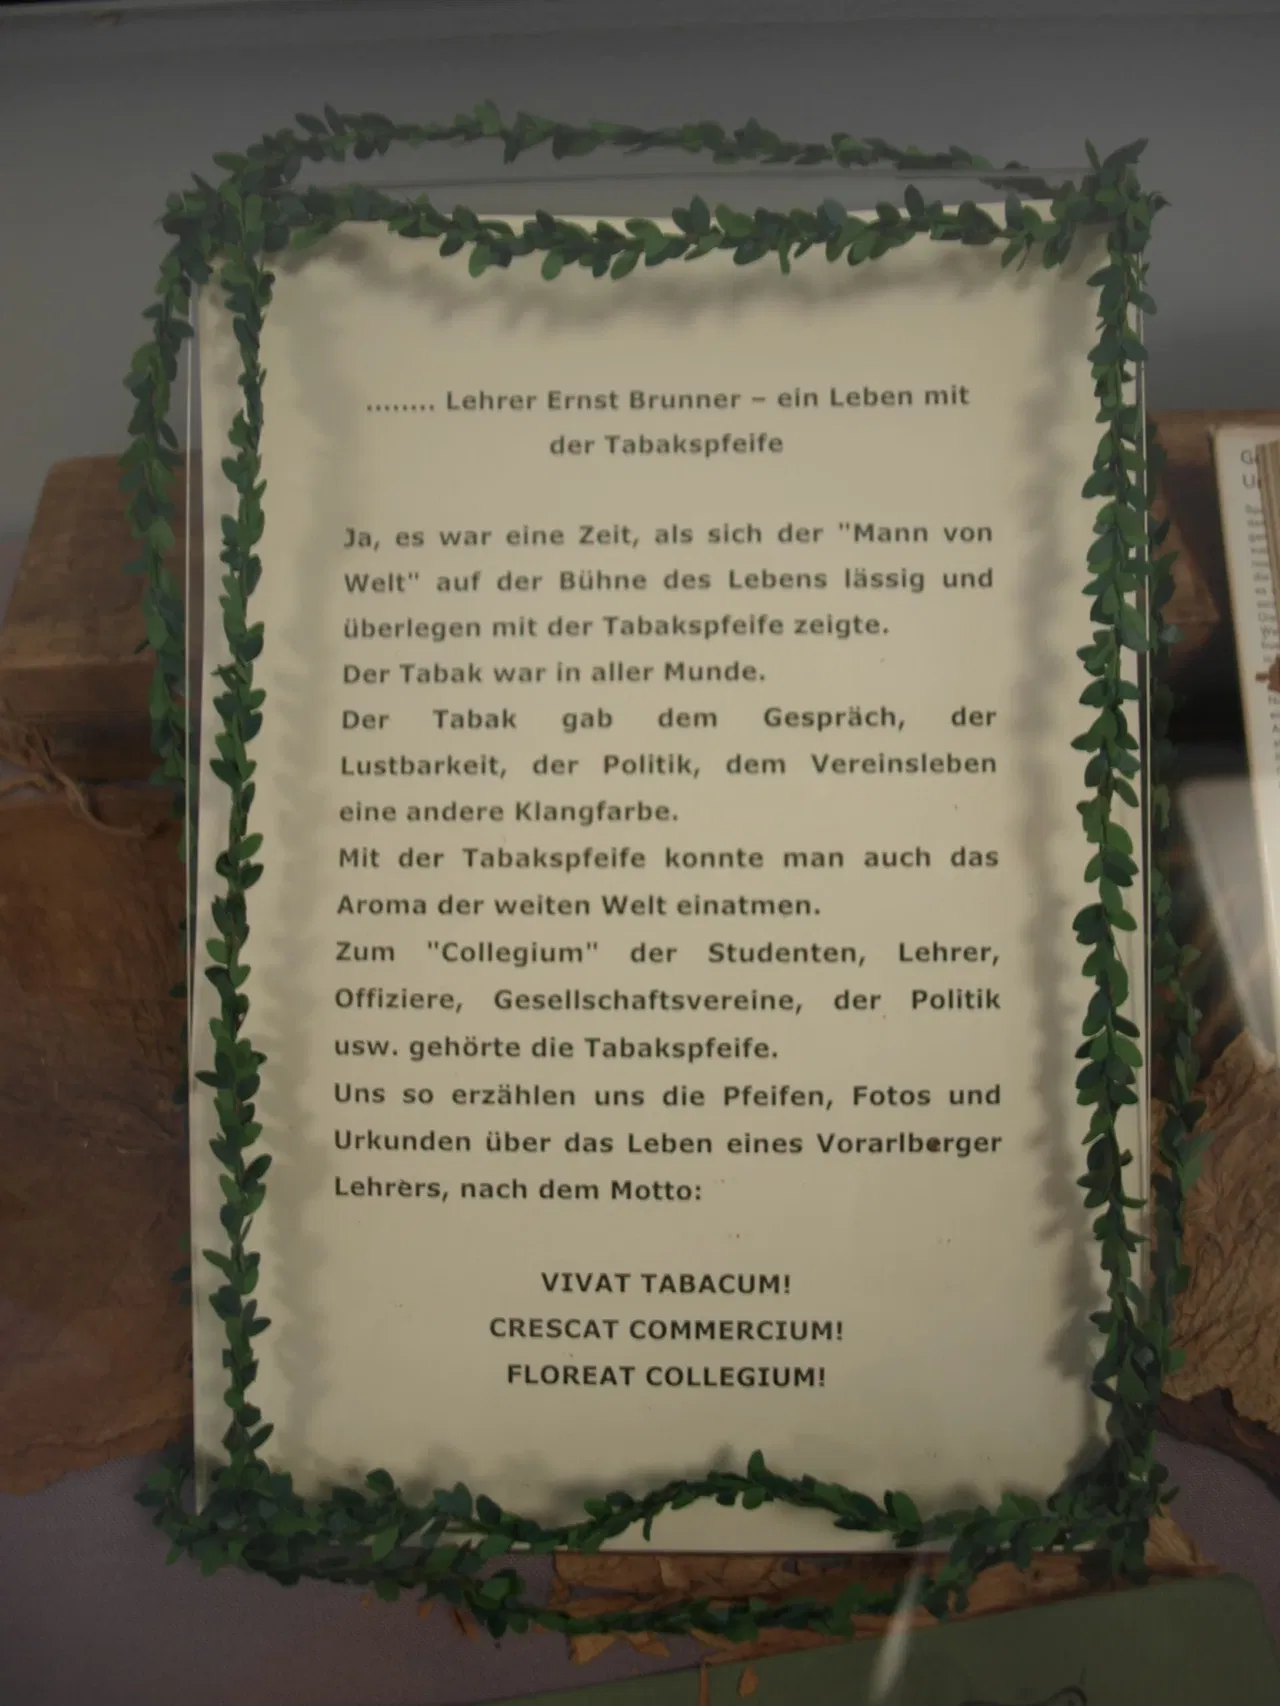 ........ Lehrer Ernst Brunner – ein Leben mit
der Tabakspfeife
Ja, es war eine Zeit, als sich der "Mann von
Welt" auf der Bühne des Lebens lässig und
überlegen mit der Tabakspfeife zeigte.
Der Tabak war in aller Munde.
Der Tabak gab dem Gespräch, der
Lustbarkeit, der Politik, dem Vereinsleben
eine andere Klangfarbe.
Mit der Tabakspfeife konnte man auch das
Aroma der weiten Welt einatmen.
Zum "Collegium" der Studenten, Lehrer,
Offiziere, Gesellschaftsvereine, der Politik
usw. gehörte die Tabakspfeife.
Uns so erzählen uns die Pfeifen, Fotos und
Urkunden über das Leben eines Vorarlberger
Lehrers, nach dem Motto:
VIVAT TABACUM!
CRESCAT COMMERCIUM!
FLOREAT COLLEGIUM!